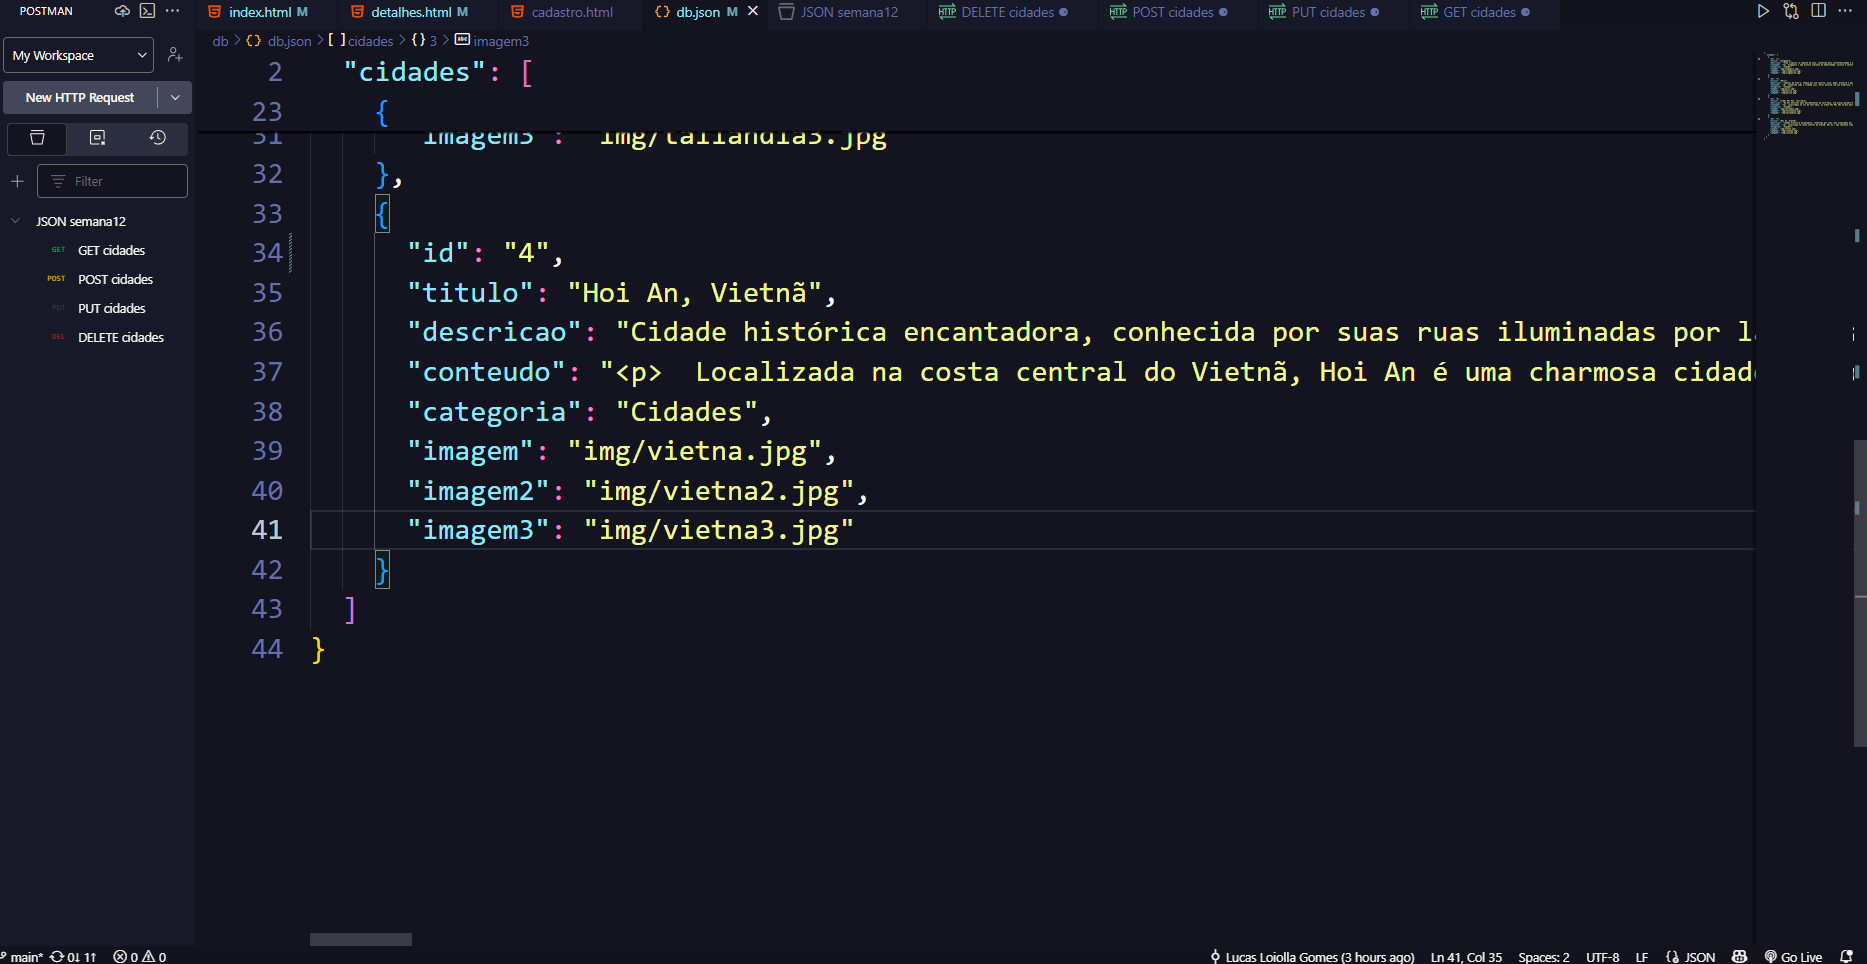 POSTMAN
index.html M
detalhes.html M
cadastro.html
db.json M
JSON semana12
HTTP DELETE cidades
HTTP POST cidades
HTTP PUT cidades
HTTP GET cidades
My Workspace
New HTTP Request
Filter
JSON semana12
GET GET cidades
POST POST cidades
PUT PUT cidades
DEL DELETE cidades
db > {} db.json > [ ] cidades > {} 3 > abc imagem3
2 "cidades": [
23 {
31 "imagem3": "img/tailandia3.jpg
32 },
33 {
34 "id": "4",
35 "titulo": "Hoi An, Vietnã",
36 "descricao": "Cidade histórica encantadora, conhecida por suas ruas iluminadas por
37 "conteudo": "<p>  Localizada na costa central do Vietnã, Hoi An é uma charmosa
38 "categoria": "Cidades",
39 "imagem": "img/vietna.jpg",
40 "imagem2": "img/vietna2.jpg",
41 "imagem3": "img/vietna3.jpg"
42 }
43 ]
44 }
main* 0↓ 1↑ 0 0
Lucas Loiolla Gomes (3 hours ago) Ln 41, Col 35 Spaces: 2 UTF-8 LF {} JSON Go Live